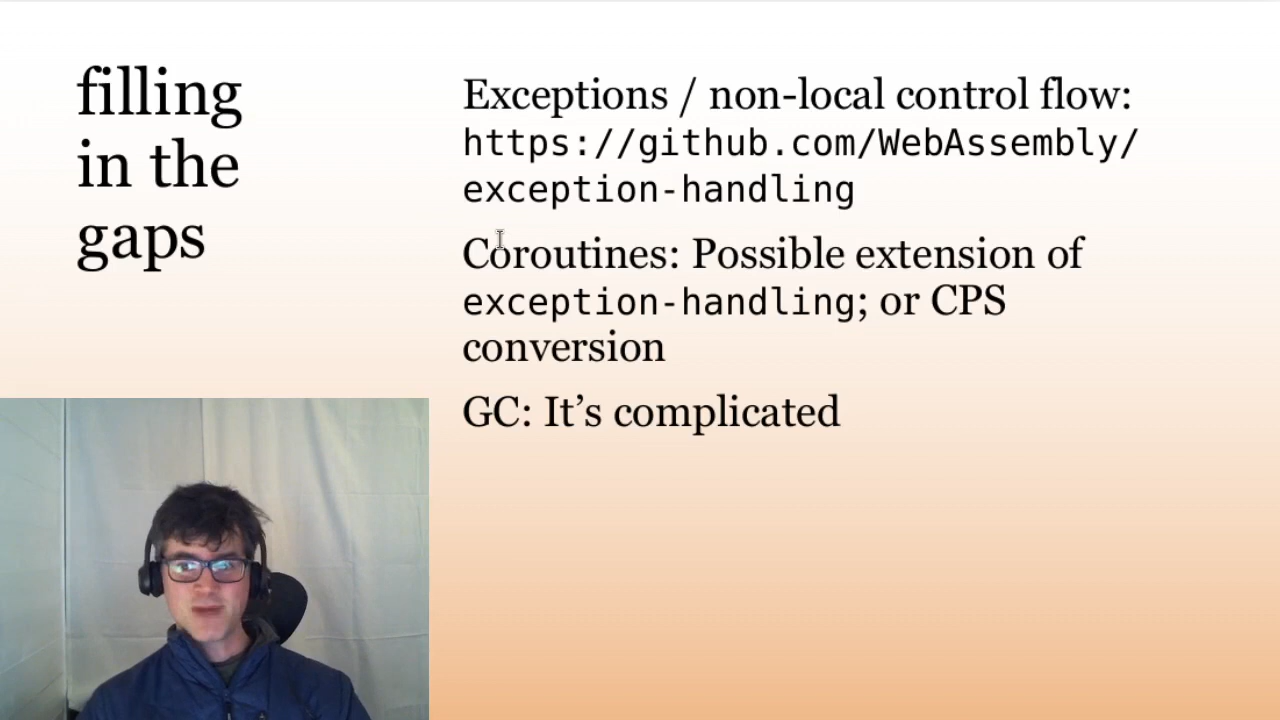 filling
in the
gaps
Exceptions / non-local control flow:
https://github.com/WebAssembly/
exception-handling
Coroutines: Possible extension of
exception-handling; or CPS
conversion
GC: It’s complicated